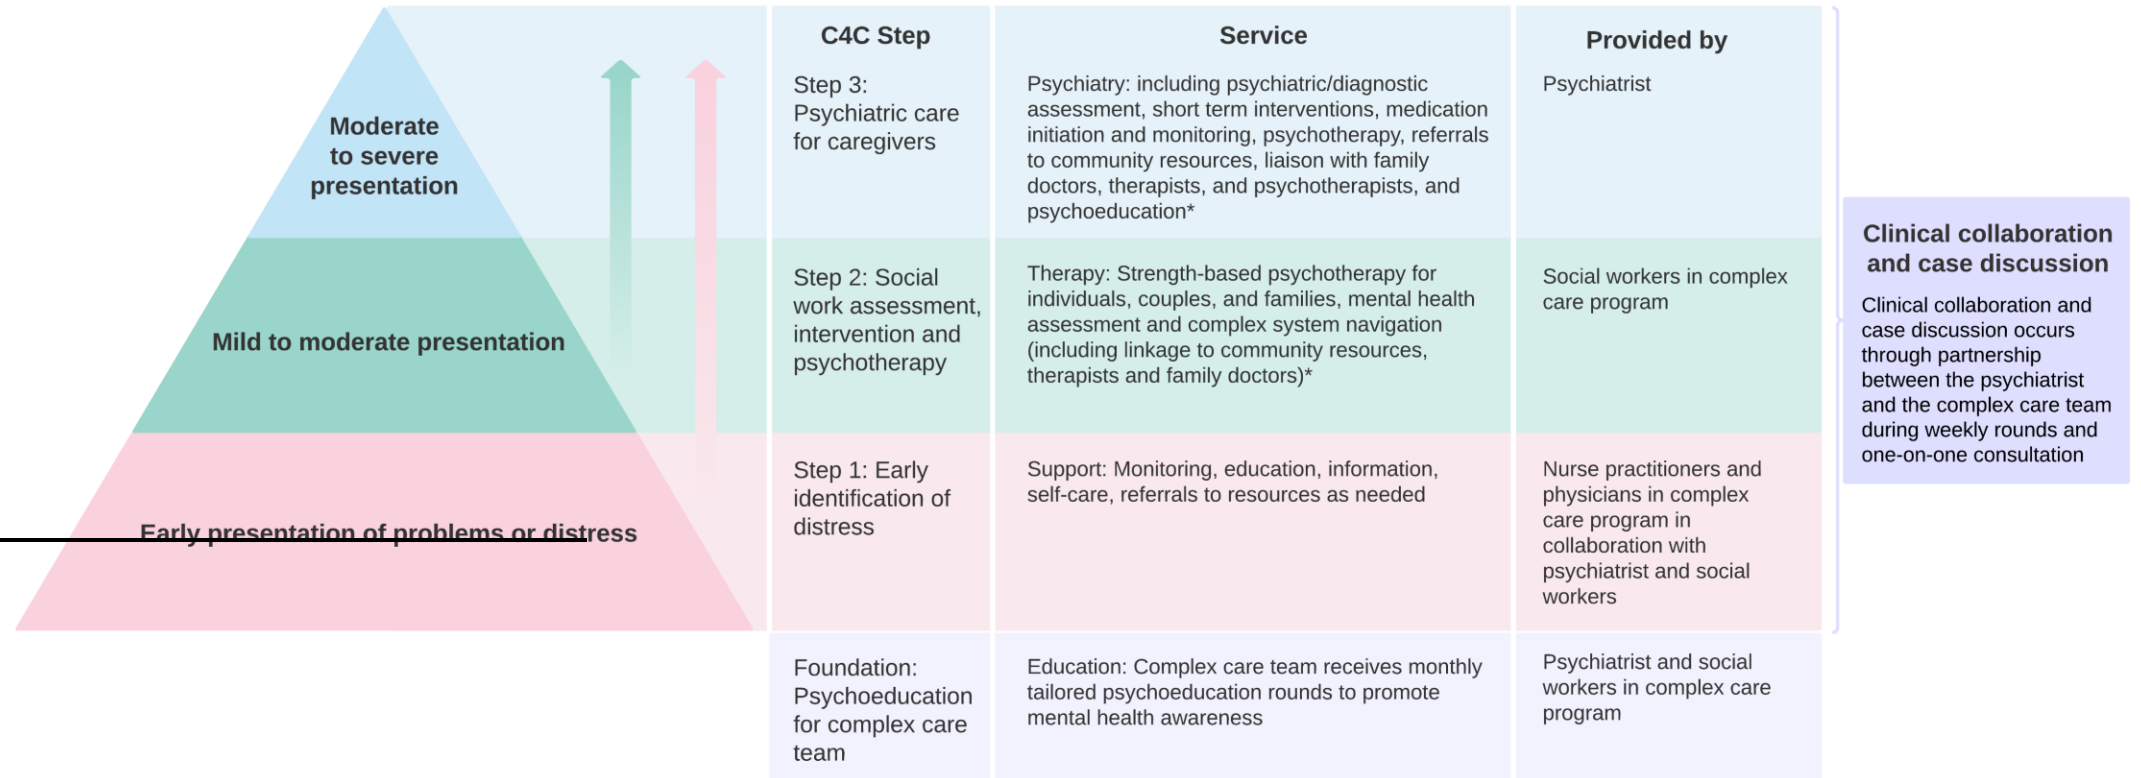 Moderate
to severe
presentation
Mild to moderate presentation
Early presentation of problems or distress
C4C Step
Service
Provided by
Step 3:
Psychiatric care
for caregivers
Psychiatry: including psychiatric/diagnostic
assessment, short term interventions, medication
initiation and monitoring, psychotherapy, referrals
to community resources, liaison with family
doctors, therapists, and psychotherapists, and
psychoeducation*
Psychiatrist
Step 2: Social
work assessment,
intervention and
psychotherapy
Therapy: Strength-based psychotherapy for
individuals, couples, and families, mental health
assessment and complex system navigation
(including linkage to community resources,
therapists and family doctors)*
Social workers in complex
care program
Step 1: Early
identification of
distress
Support: Monitoring, education, information,
self-care, referrals to resources as needed
Nurse practitioners and
physicians in complex
care program in
collaboration with
psychiatrist and social
workers
Foundation:
Psychoeducation
for complex care
team
Education: Complex care team receives monthly
tailored psychoeducation rounds to promote
mental health awareness
Psychiatrist and social
workers in complex care
program
Clinical collaboration
and case discussion
Clinical collaboration and
case discussion occurs
through partnership
between the psychiatrist
and the complex care team
during weekly rounds and
one-on-one consultation